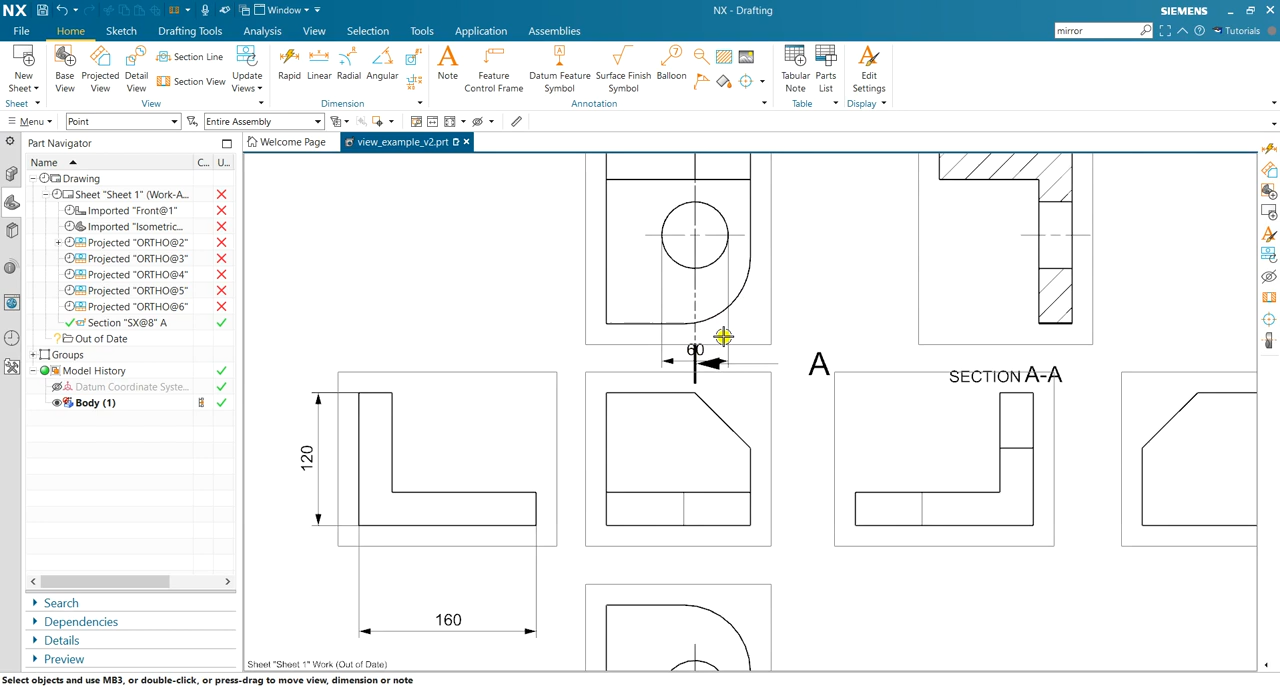 NX Window NX - Drafting SIEMENS
File Home Sketch Drafting Tools Analysis View Selection Tools Application Assemblies mirror Tutorials
New Sheet Base View Projected View Detail View Section Line Section View Update Views Rapid Linear Radial Angular Note Feature Control Frame Datum Feature Symbol Surface Finish Symbol Balloon Tabular Note Parts List Edit Settings
Sheet View Dimension Annotation Table Display
Menu Point Entire Assembly
Part Navigator Welcome Page view_example_v2.prt
Name C... U...
Drawing
Sheet "Sheet 1" (Work-A...
Imported "Front@1"
Imported "Isometric...
Projected "ORTHO@2"
Projected "ORTHO@3"
Projected "ORTHO@4"
Projected "ORTHO@5"
Projected "ORTHO@6"
Section "SX@8" A
Out of Date
Groups
Model History
Datum Coordinate Syste...
Body (1)
60
A
SECTION A-A
120
160
Search
Dependencies
Details
Preview
Sheet "Sheet 1" Work (Out of Date)
Select objects and use MB3, or double-click, or press-drag to move view, dimension or note